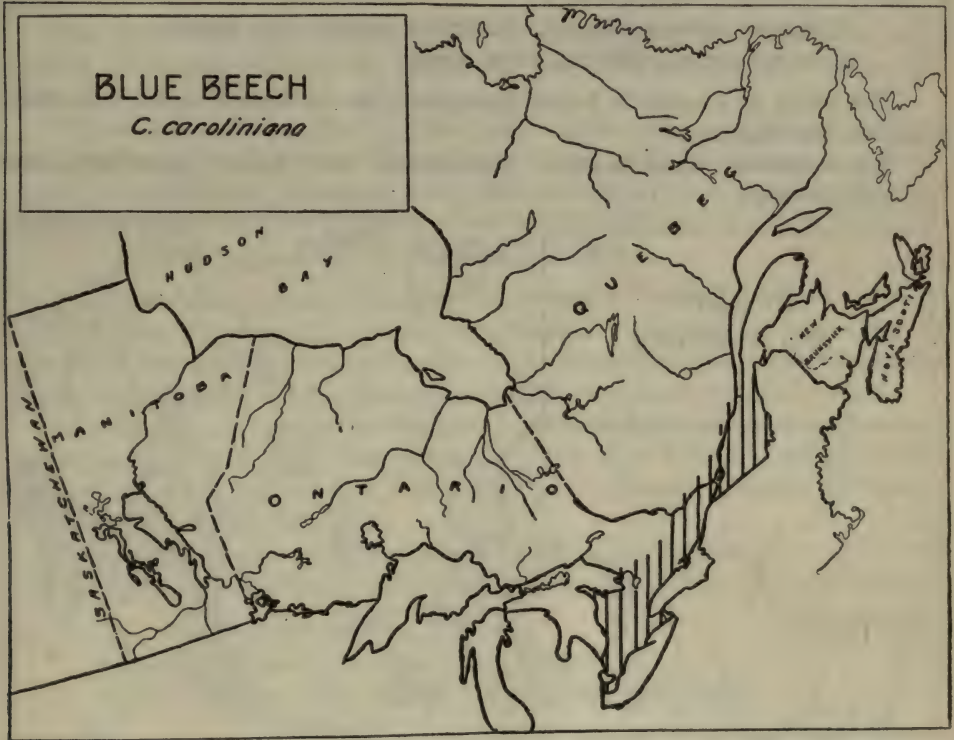 BLUE BEECH
C. caroliniana
HUDSON
BAY
QUEBEC
NEW
BRUNSWICK
NOVA SCOTIA
MANITOBA
SASKATCHEWAN
ONTARIO